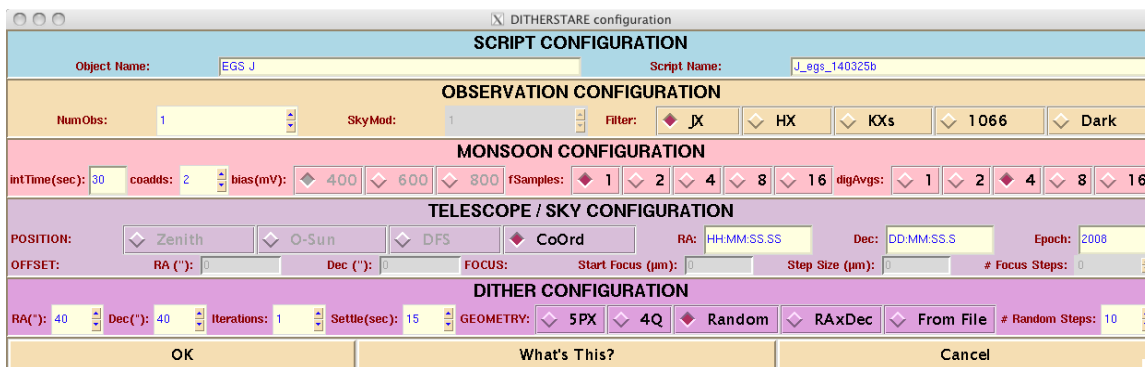 DITHERSTARE configuration
SCRIPT CONFIGURATION
Object Name: EGS J Script Name: J_egs_140325b
OBSERVATION CONFIGURATION
NumObs: 1 SkyMod: 1 Filter: JX HX KXs 1066 Dark
MONSOON CONFIGURATION
intTime(sec): 30 coadds: 2 bias(mV): 400 600 800 fSamples: 1 2 4 8 16 digAvgs: 1 2 4 8 16
TELESCOPE / SKY CONFIGURATION
POSITION: Zenith O-Sun DFS CoOrd RA: HH:MM:SS.SS Dec: DD:MM:SS.S Epoch: 2008
OFFSET: RA ("): 0 Dec ("): 0 FOCUS: Start Focus (µm): 0 Step Size (µm): 0 # Focus Steps: 0
DITHER CONFIGURATION
RA("): 40 Dec("): 40 Iterations: 1 Settle(sec): 15 GEOMETRY: 5PX 4Q Random RAxDec From File # Random Steps: 10
OK What's This? Cancel